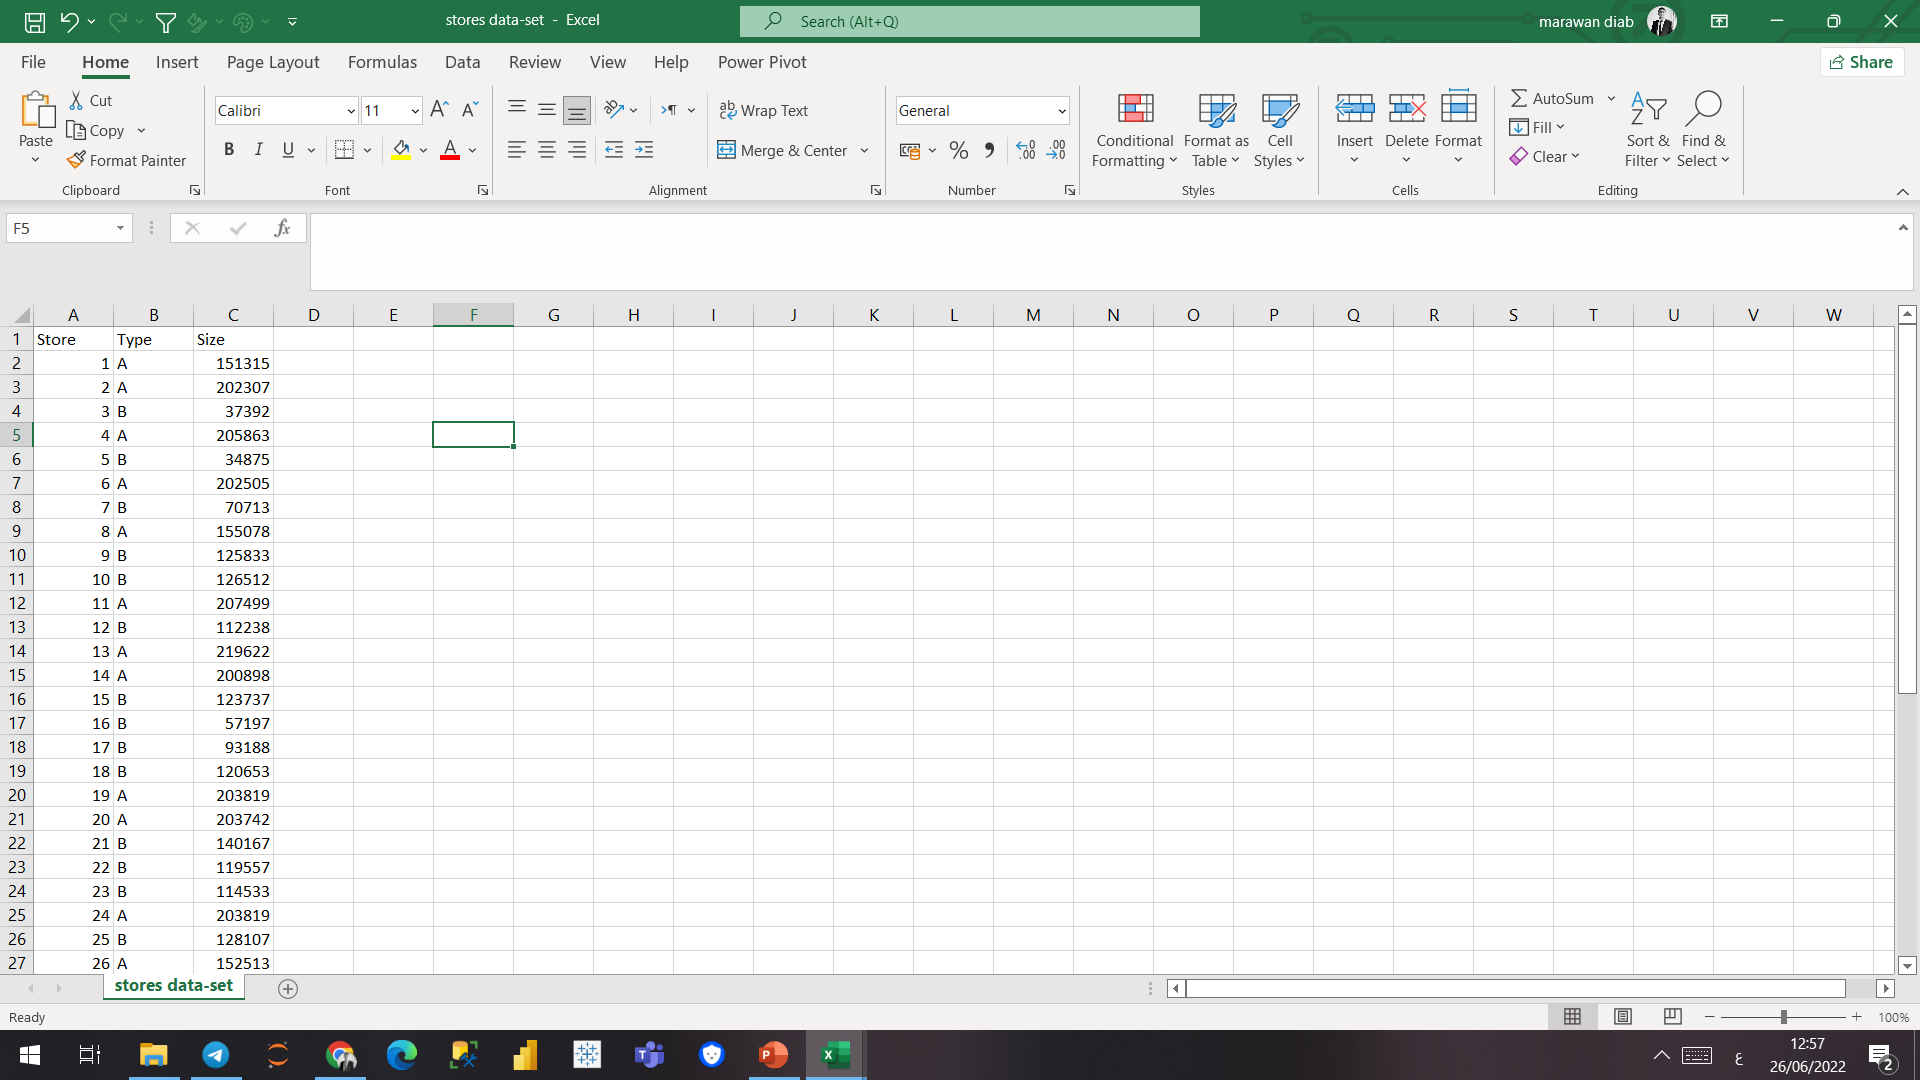 stores data-set - Excel
Search (Alt+Q)
marawan diab
File Home Insert Page Layout Formulas Data Review View Help Power Pivot
Share
Paste
Cut
Copy
Format Painter
Clipboard
Calibri 11
B I U A
Font
ab Wrap Text
Merge & Center
Alignment
General
% .00 .00
Number
Conditional Formatting
Format as Table
Cell Styles
Styles
Insert Delete Format
Cells
AutoSum
Fill
Clear
Sort & Filter
Find & Select
Editing
F5
fx
A B C D E F G H I J K L M N O P Q R S T U V W
1 Store Type Size
2 1 A 151315
3 2 A 202307
4 3 B 37392
5 4 A 205863
6 5 B 34875
7 6 A 202505
8 7 B 70713
9 8 A 155078
10 9 B 125833
11 10 B 126512
12 11 A 207499
13 12 B 112238
14 13 A 219622
15 14 A 200898
16 15 B 123737
17 16 B 57197
18 17 B 93188
19 18 B 120653
20 19 A 203819
21 20 A 203742
22 21 B 140167
23 22 B 119557
24 23 B 114533
25 24 A 203819
26 25 B 128107
27 26 A 152513
stores data-set
Ready
100%
ع
12:57
26/06/2022
2